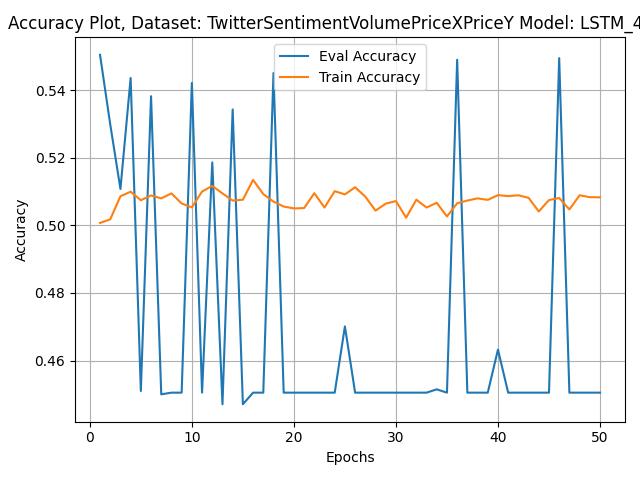 Accuracy Plot, Dataset: TwitterSentimentVolumePriceXPriceY Model: LSTM_4
Eval Accuracy
Train Accuracy
0.54
0.52
0.50
0.48
0.46
Accuracy
0 10 20 30 40 50
Epochs